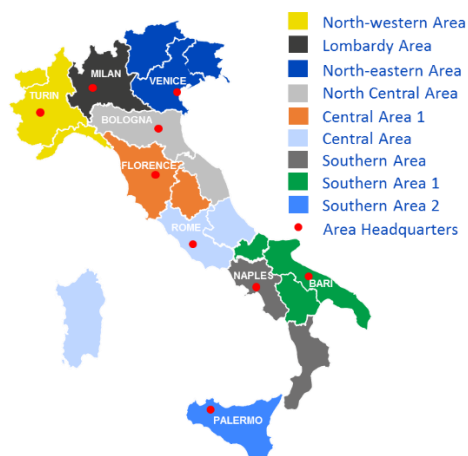 North-western Area
Lombardy Area
North-eastern Area
North Central Area
Central Area 1
Central Area
Southern Area
Southern Area 1
Southern Area 2
Area Headquarters
MILAN
VENICE
TURIN
BOLOGNA
FLORENCE
ROME
NAPLES
BARI
PALERMO